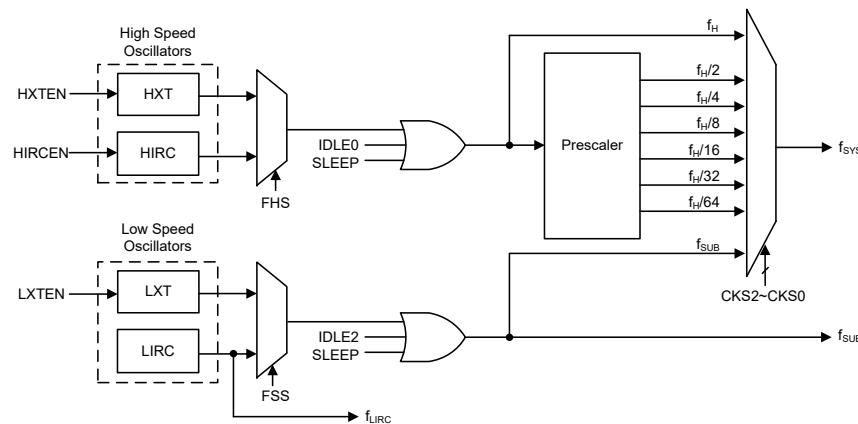 High Speed
Oscillators
HXTEN
HXT
HIRCEN
HIRC
FHS
IDLE0
SLEEP
Prescaler
fH
fH/2
fH/4
fH/8
fH/16
fH/32
fH/64
fSUB
fSYS
CKS2~CKS0
Low Speed
Oscillators
LXTEN
LXT
LIRC
FSS
IDLE2
SLEEP
fSUB
fLIRC